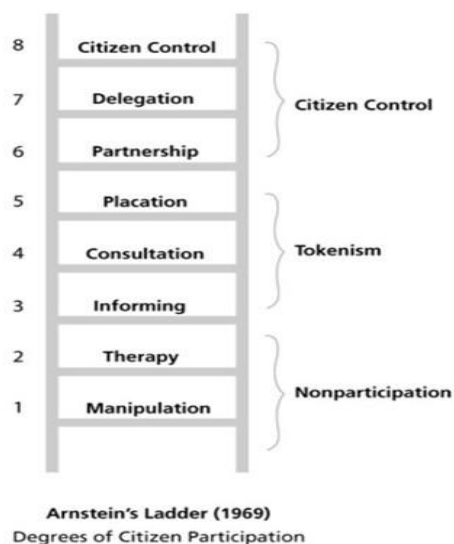 8 Citizen Control
7 Delegation
Citizen Control
6 Partnership
5 Placation
4 Consultation
Tokenism
3 Informing
2 Therapy
1 Manipulation
Nonparticipation
Arnstein's Ladder (1969)
Degrees of Citizen Participation